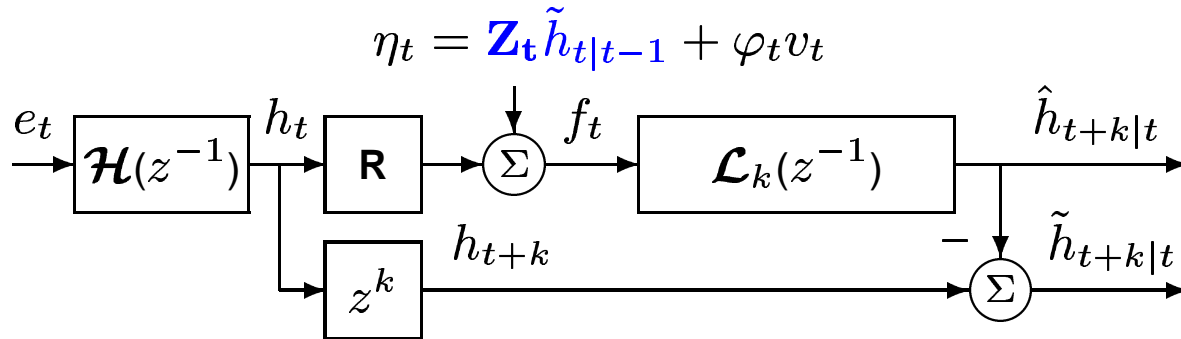 η_t = Z_t h̃_{t|t−1} + φ_t v_t
e_t
𝓗(z^{−1})
h_t
R
Σ
f_t
𝓛_k(z^{−1})
ĥ_{t+k|t}
z^k
h_{t+k}
−
Σ
h̃_{t+k|t}